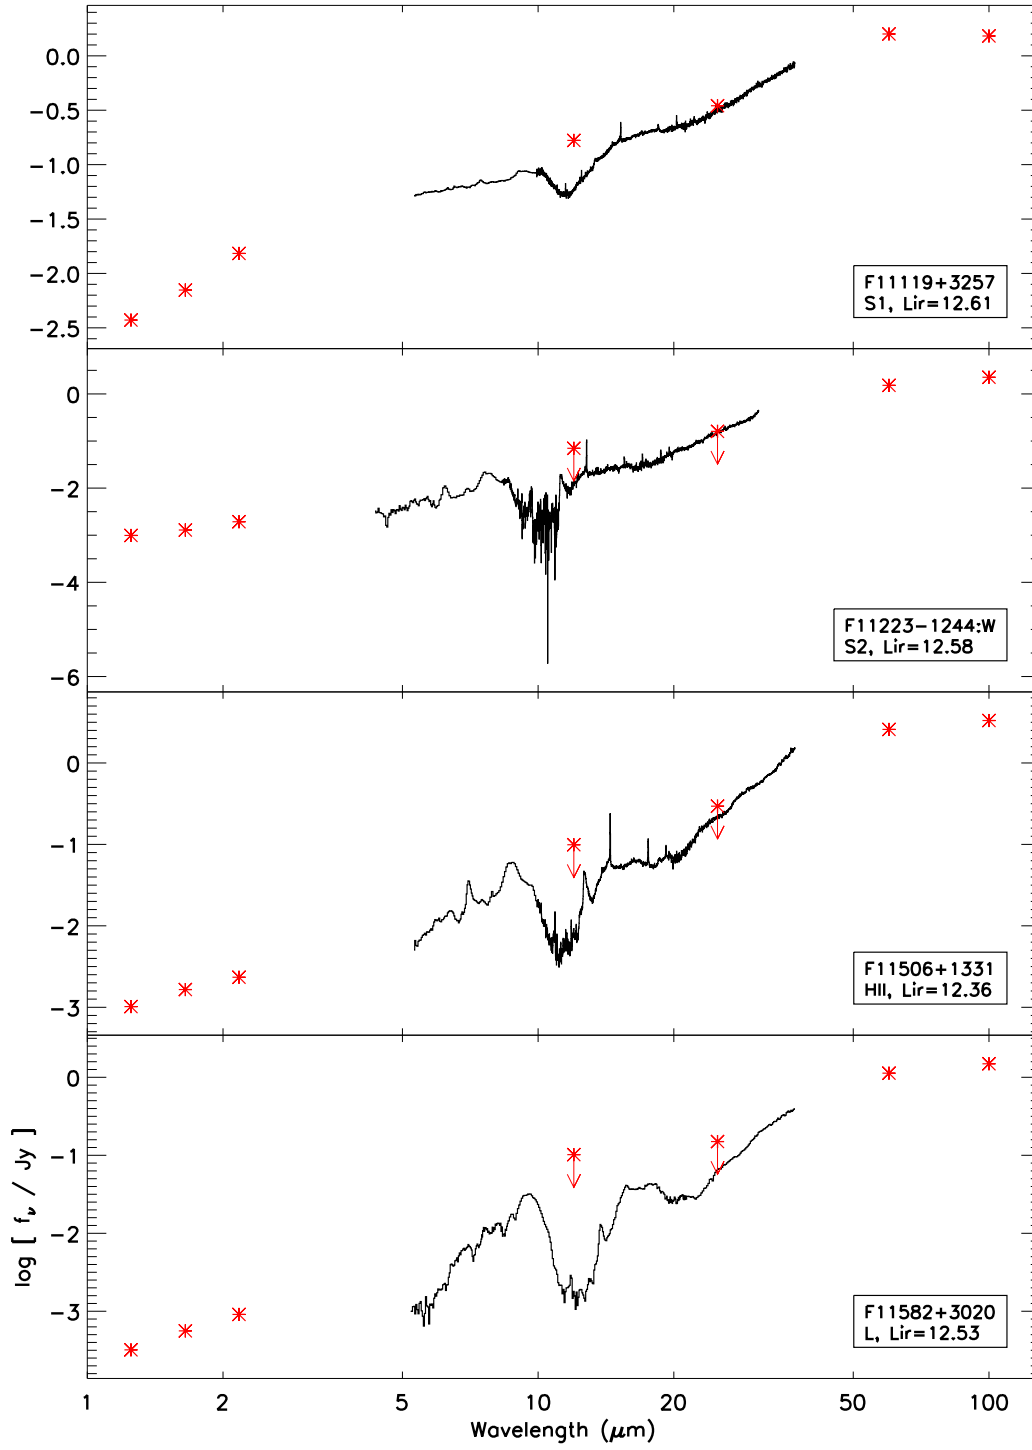 0.0
−0.5
−1.0
−1.5
−2.0
−2.5
F11119+3257
S1, Lir=12.61
0
−2
−4
−6
F11223−1244:W
S2, Lir=12.58
0
−1
−2
−3
F11506+1331
HII, Lir=12.36
0
−1
−2
−3
F11582+3020
L, Lir=12.53
log [ fν / Jy ]
1
2
5
10
20
50
100
Wavelength (μm)